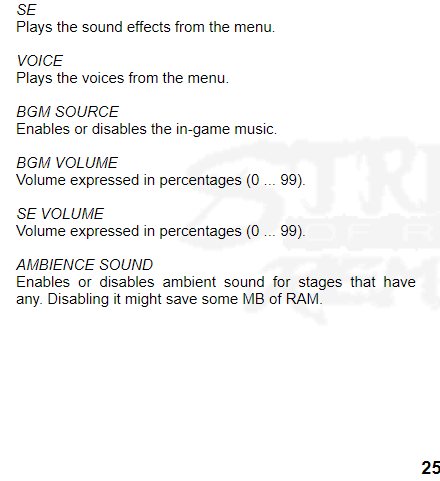 SE
Plays the sound effects from the menu.
VOICE
Plays the voices from the menu.
BGM SOURCE
Enables or disables the in-game music.
BGM VOLUME
Volume expressed in percentages (0 ... 99).
SE VOLUME
Volume expressed in percentages (0 ... 99).
AMBIENCE SOUND
Enables or disables ambient sound for stages that have
any. Disabling it might save some MB of RAM.
25